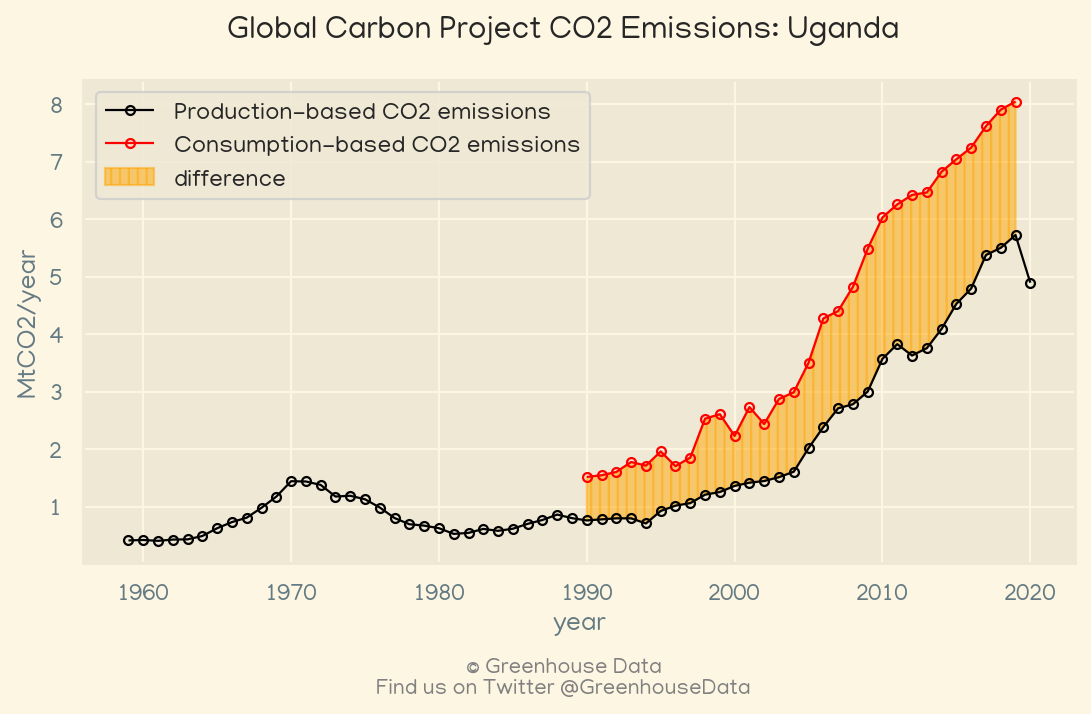 Global Carbon Project CO2 Emissions: Uganda
Production-based CO2 emissions
Consumption-based CO2 emissions
difference
8
7
6
5
4
3
2
1
MtCO2/year
1960 1970 1980 1990 2000 2010 2020
year
© Greenhouse Data
Find us on Twitter @GreenhouseData